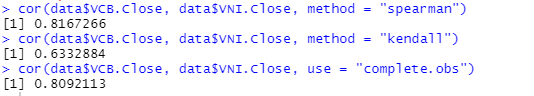 > cor(data$VCB.Close, data$VNI.Close, method = "spearman")
[1] 0.8167266
> cor(data$VCB.Close, data$VNI.Close, method = "kendall")
[1] 0.6332884
> cor(data$VCB.Close, data$VNI.Close, use = "complete.obs")
[1] 0.8092113